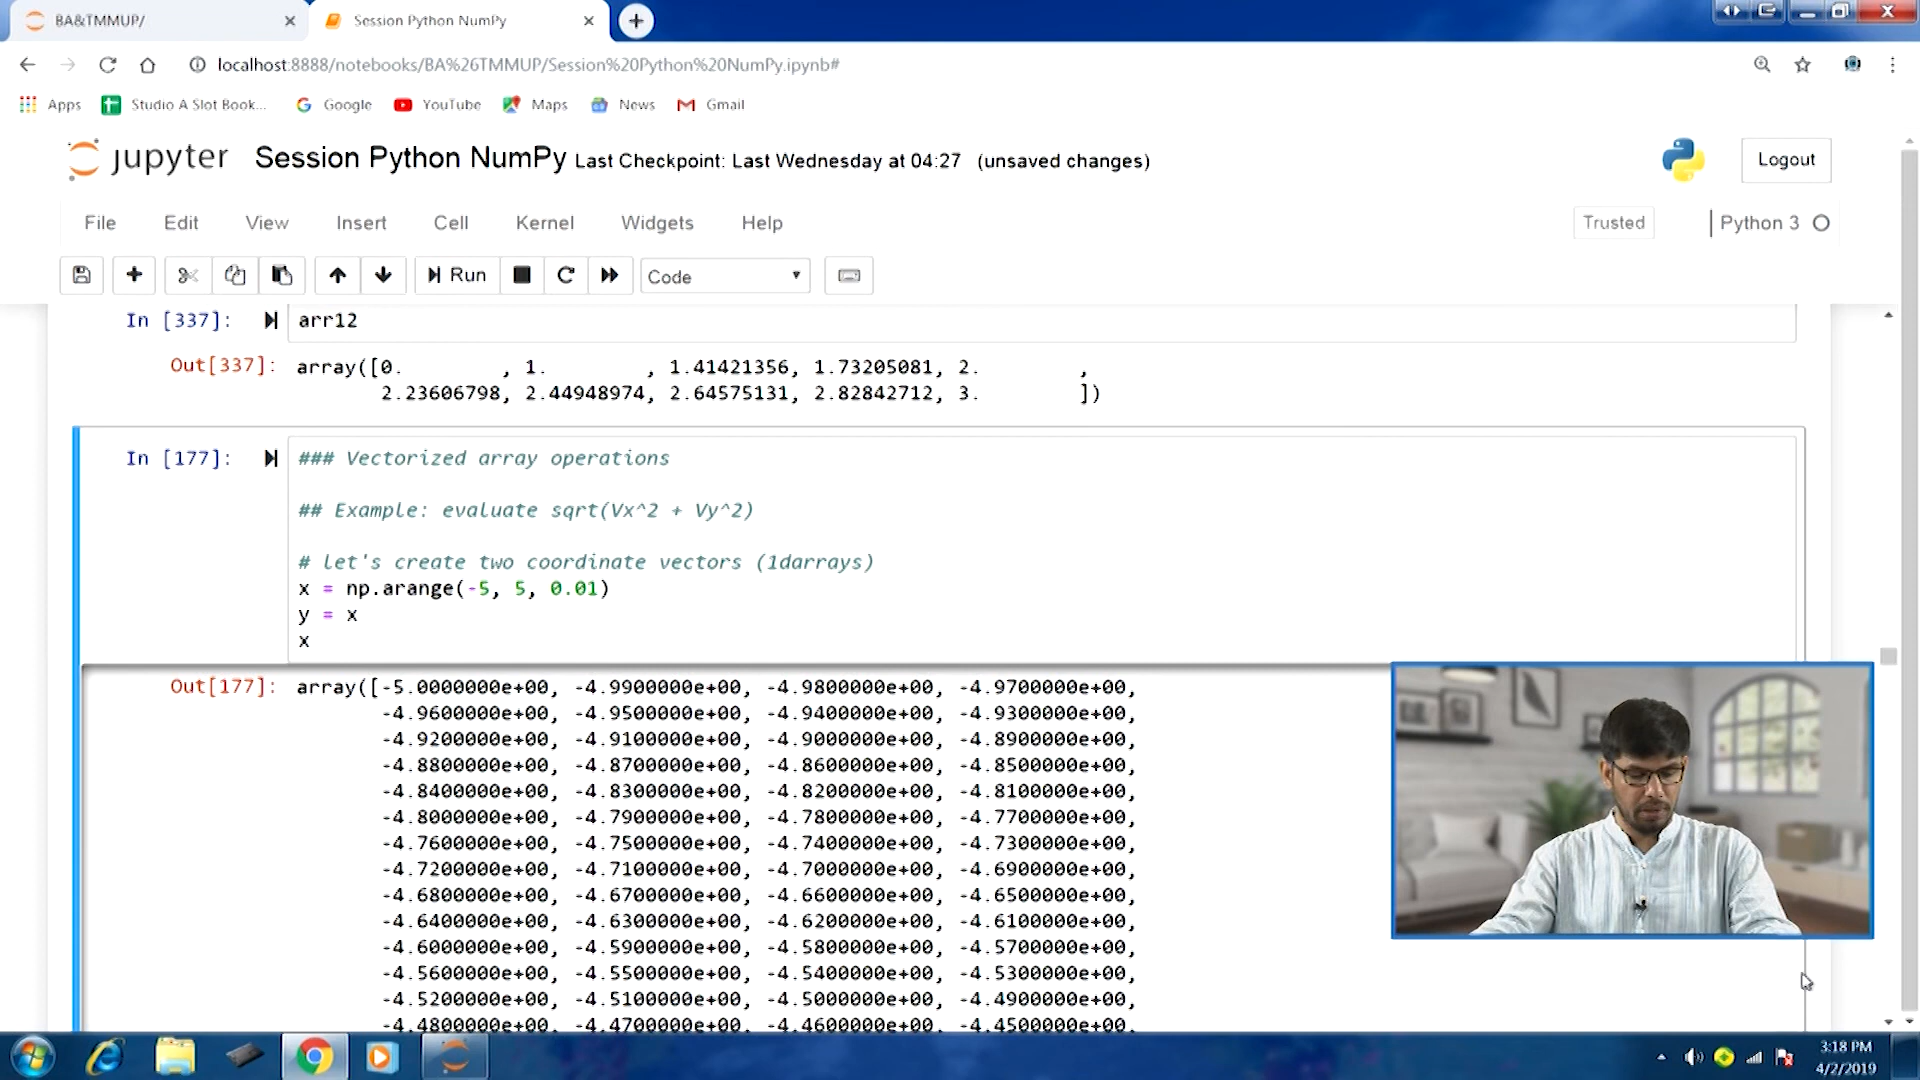 BA&TMMUP/
Session Python NumPy
localhost:8888/notebooks/BA%26TMMUP/Session%20Python%20NumPy.ipynb#
Apps Studio A Slot Book... Google YouTube Maps News Gmail
jupyter Session Python NumPy Last Checkpoint: Last Wednesday at 04:27 (unsaved changes) Logout
File Edit View Insert Cell Kernel Widgets Help Trusted Python 3
Run Code
In [337]: arr12
Out[337]: array([0. , 1. , 1.41421356, 1.73205081, 2. ,
2.23606798, 2.44948974, 2.64575131, 2.82842712, 3. ])
In [177]: ### Vectorized array operations
## Example: evaluate sqrt(Vx^2 + Vy^2)
# let's create two coordinate vectors (1darrays)
x = np.arange(-5, 5, 0.01)
y = x
x
Out[177]: array([-5.0000000e+00, -4.9900000e+00, -4.9800000e+00, -4.9700000e+00,
-4.9600000e+00, -4.9500000e+00, -4.9400000e+00, -4.9300000e+00,
-4.9200000e+00, -4.9100000e+00, -4.9000000e+00, -4.8900000e+00,
-4.8800000e+00, -4.8700000e+00, -4.8600000e+00, -4.8500000e+00,
-4.8400000e+00, -4.8300000e+00, -4.8200000e+00, -4.8100000e+00,
-4.8000000e+00, -4.7900000e+00, -4.7800000e+00, -4.7700000e+00,
-4.7600000e+00, -4.7500000e+00, -4.7400000e+00, -4.7300000e+00,
-4.7200000e+00, -4.7100000e+00, -4.7000000e+00, -4.6900000e+00,
-4.6800000e+00, -4.6700000e+00, -4.6600000e+00, -4.6500000e+00,
-4.6400000e+00, -4.6300000e+00, -4.6200000e+00, -4.6100000e+00,
-4.6000000e+00, -4.5900000e+00, -4.5800000e+00, -4.5700000e+00,
-4.5600000e+00, -4.5500000e+00, -4.5400000e+00, -4.5300000e+00,
-4.5200000e+00, -4.5100000e+00, -4.5000000e+00, -4.4900000e+00,
-4.4800000e+00, -4.4700000e+00, -4.4600000e+00, -4.4500000e+00,
3:18 PM
4/2/2019